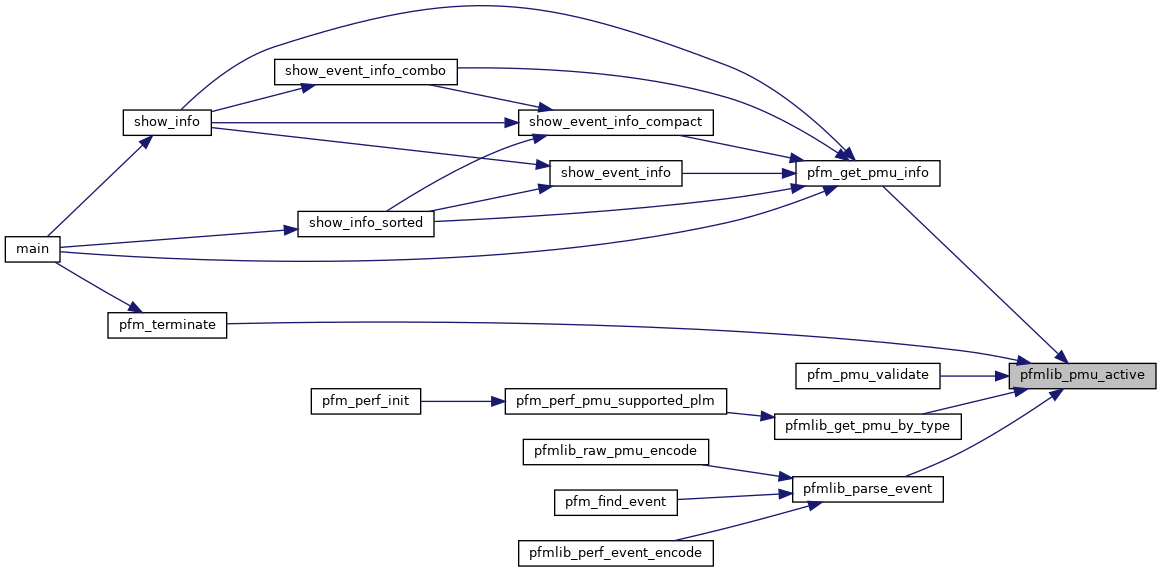 show_event_info_combo
show_info
show_event_info_compact
show_event_info
pfm_get_pmu_info
show_info_sorted
main
pfm_terminate
pfm_pmu_validate
pfmlib_pmu_active
pfm_perf_init
pfm_perf_pmu_supported_plm
pfmlib_get_pmu_by_type
pfmlib_raw_pmu_encode
pfmlib_parse_event
pfm_find_event
pfmlib_perf_event_encode